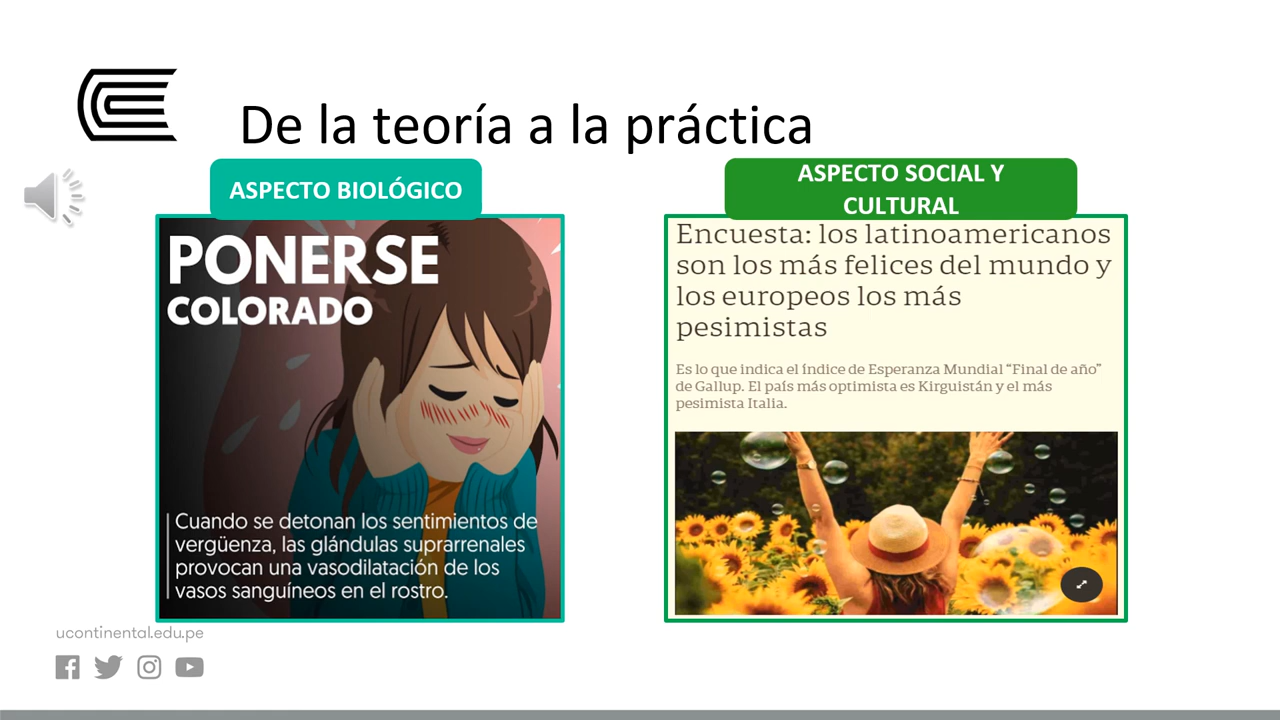 De la teoría a la práctica
ASPECTO BIOLÓGICO
PONERSE
COLORADO
Cuando se detonan los sentimientos de
vergüenza, las glándulas suprarrenales
provocan una vasodilatación de los
vasos sanguíneos en el rostro.
ASPECTO SOCIAL Y
CULTURAL
Encuesta: los latinoamericanos
son los más felices del mundo y
los europeos los más
pesimistas
Es lo que indica el índice de Esperanza Mundial “Final de año”
de Gallup. El país más optimista es Kirguistán y el más
pesimista Italia.
ucontinental.edu.pe